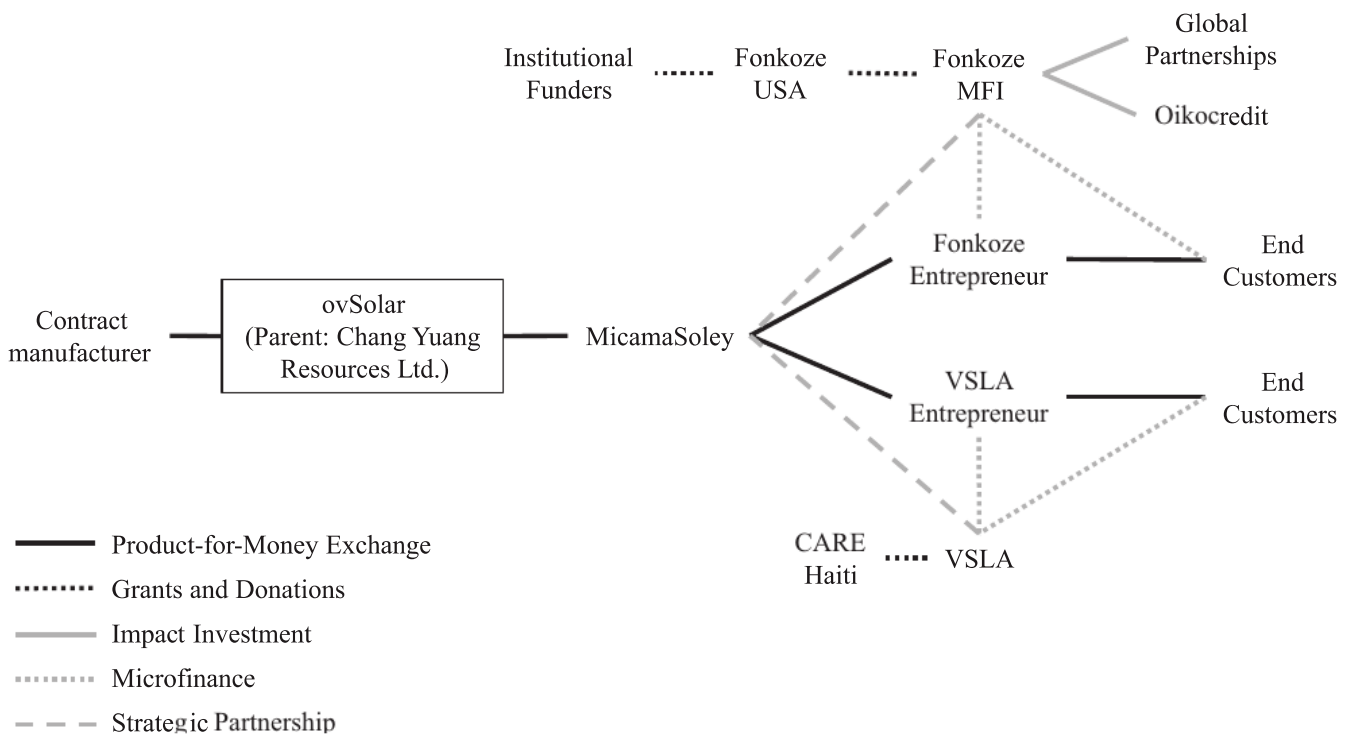 Institutional
Funders
Fonkoze
USA
Fonkoze
MFI
Global
Partnerships
Oikocredit
Fonkoze
Entrepreneur
End
Customers
Contract
manufacturer
ovSolar
(Parent: Chang Yuang
Resources Ltd.)
MicamaSoley
VSLA
Entrepreneur
End
Customers
CARE
Haiti
VSLA
Product-for-Money Exchange
Grants and Donations
Impact Investment
Microfinance
Strategic Partnership